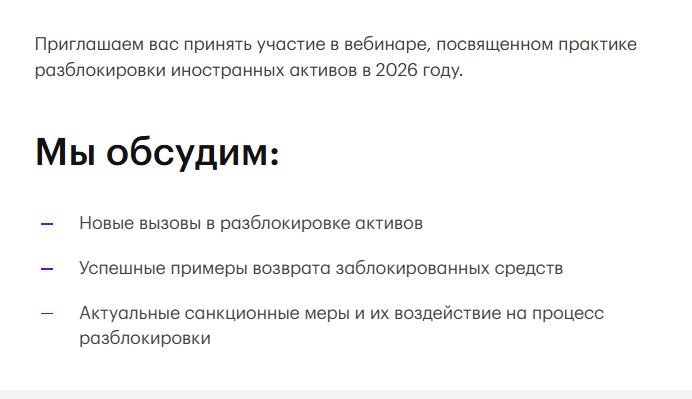 Приглашаем вас принять участие в вебинаре, посвященном практике
разблокировки иностранных активов в 2026 году.
Мы обсудим:
— Новые вызовы в разблокировке активов
— Успешные примеры возврата заблокированных средств
— Актуальные санкционные меры и их воздействие на процесс
разблокировки